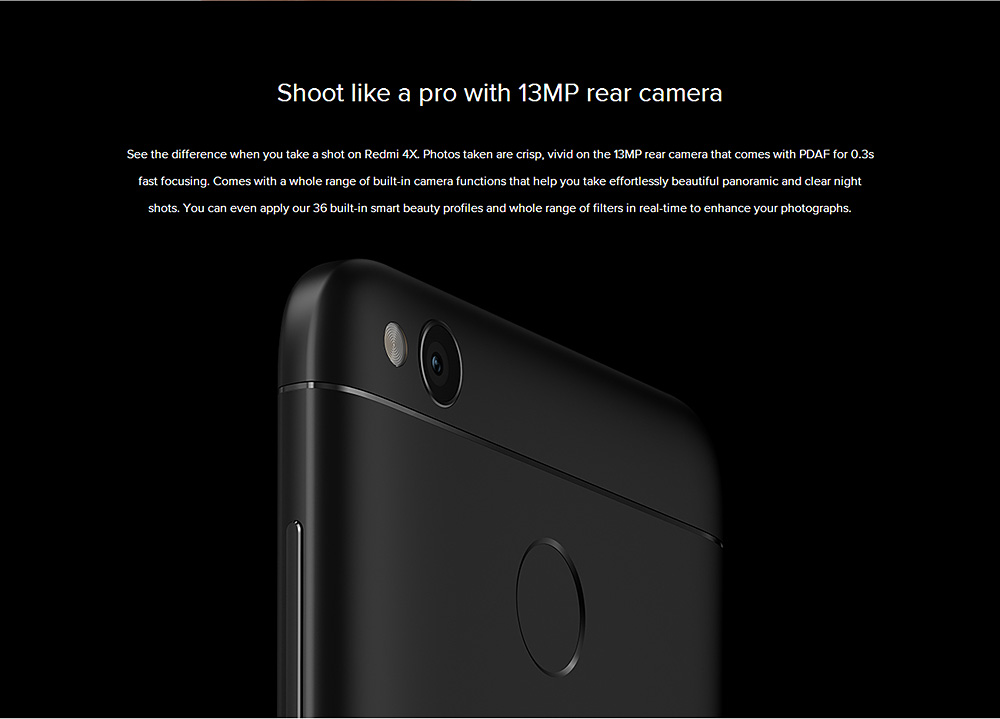 Shoot like a pro with 13MP rear camera
See the difference when you take a shot on Redmi 4X. Photos taken are crisp, vivid on the 13MP rear camera that comes with PDAF for 0.3s
fast focusing. Comes with a whole range of built-in camera functions that help you take effortlessly beautiful panoramic and clear night
shots. You can even apply our 36 built-in smart beauty profiles and whole range of filters in real-time to enhance your photographs.